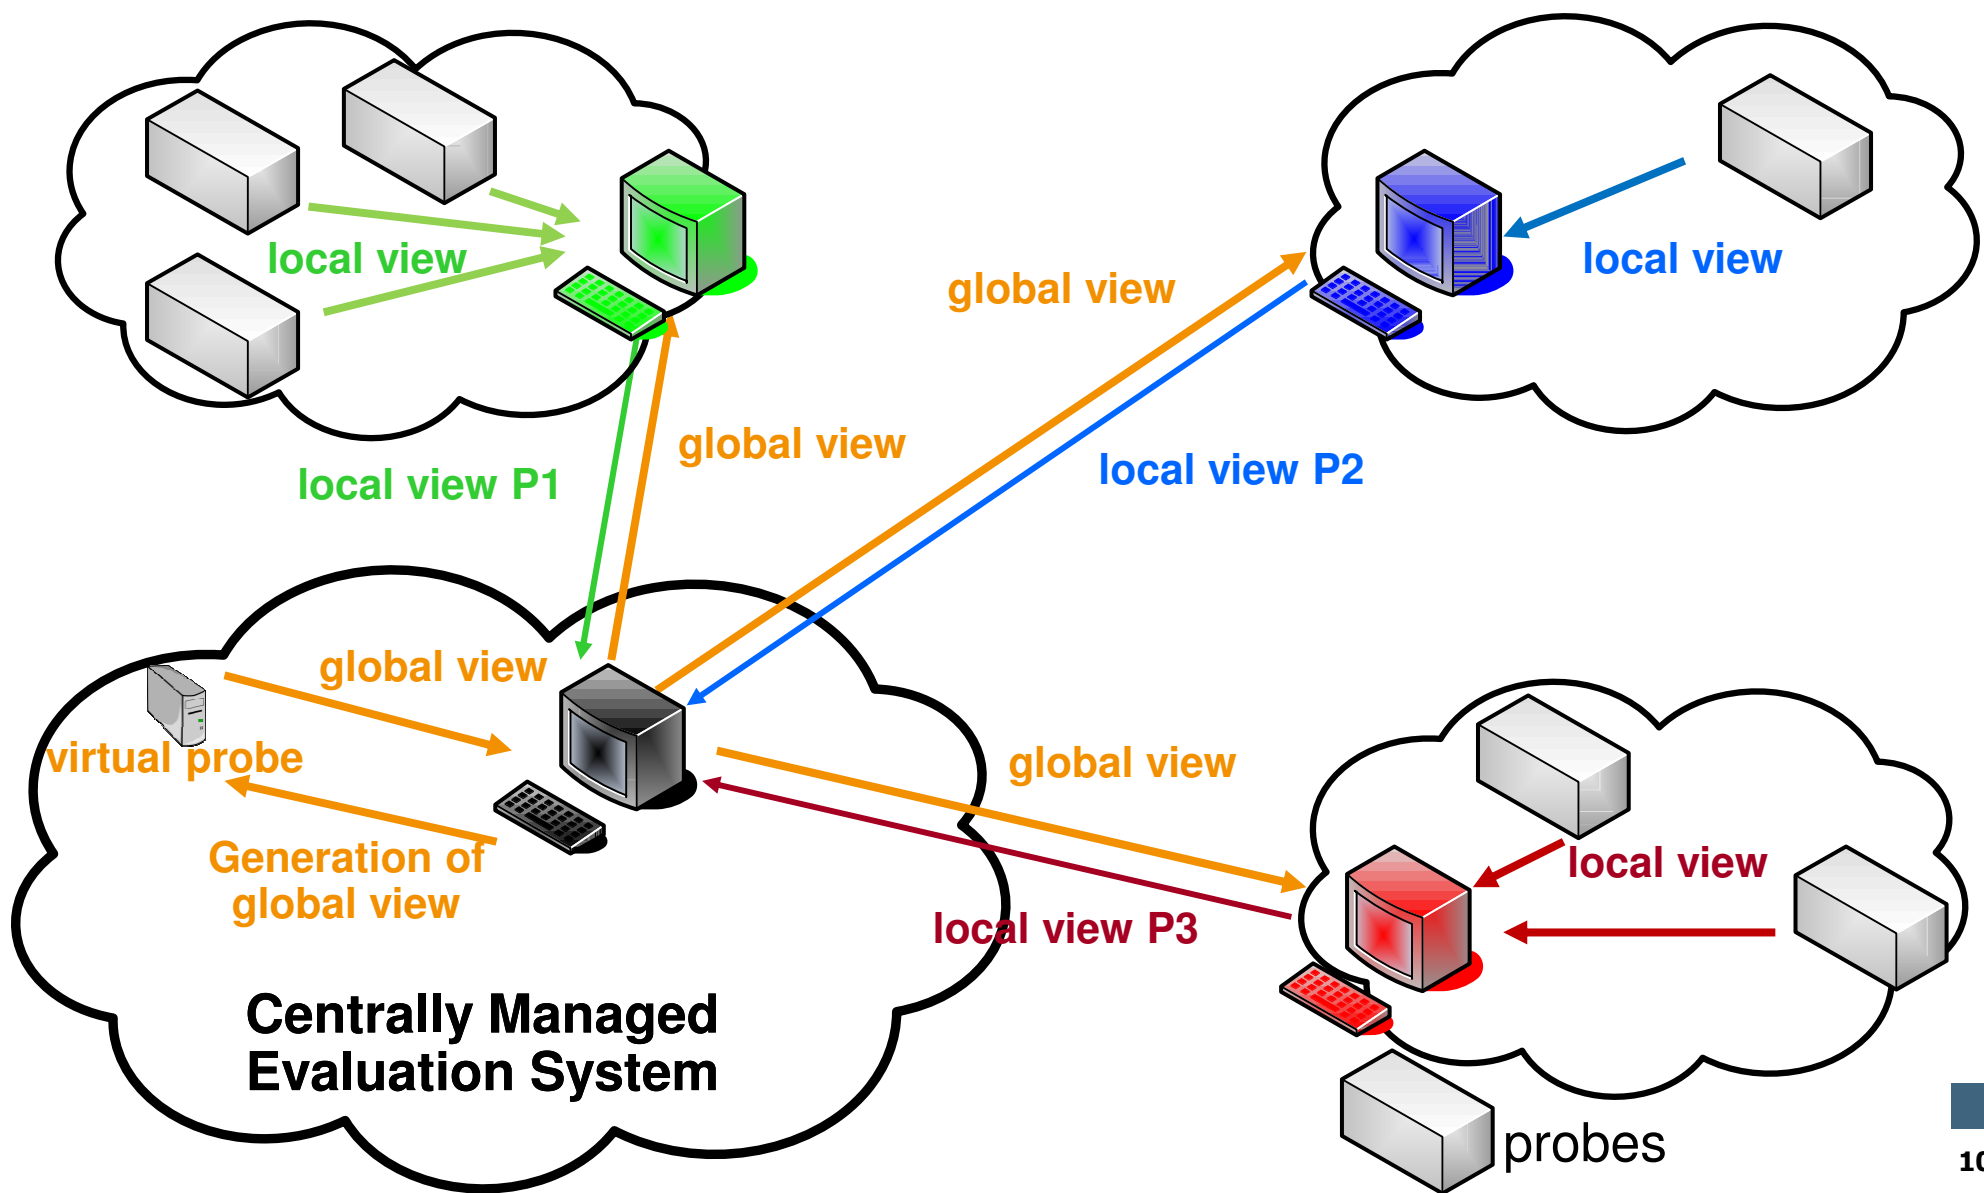 local view
global view
local view
global view
local view P1
local view P2
global view
virtual probe
global view
Generation of
global view
local view
local view P3
Centrally Managed
Evaluation System
probes
10